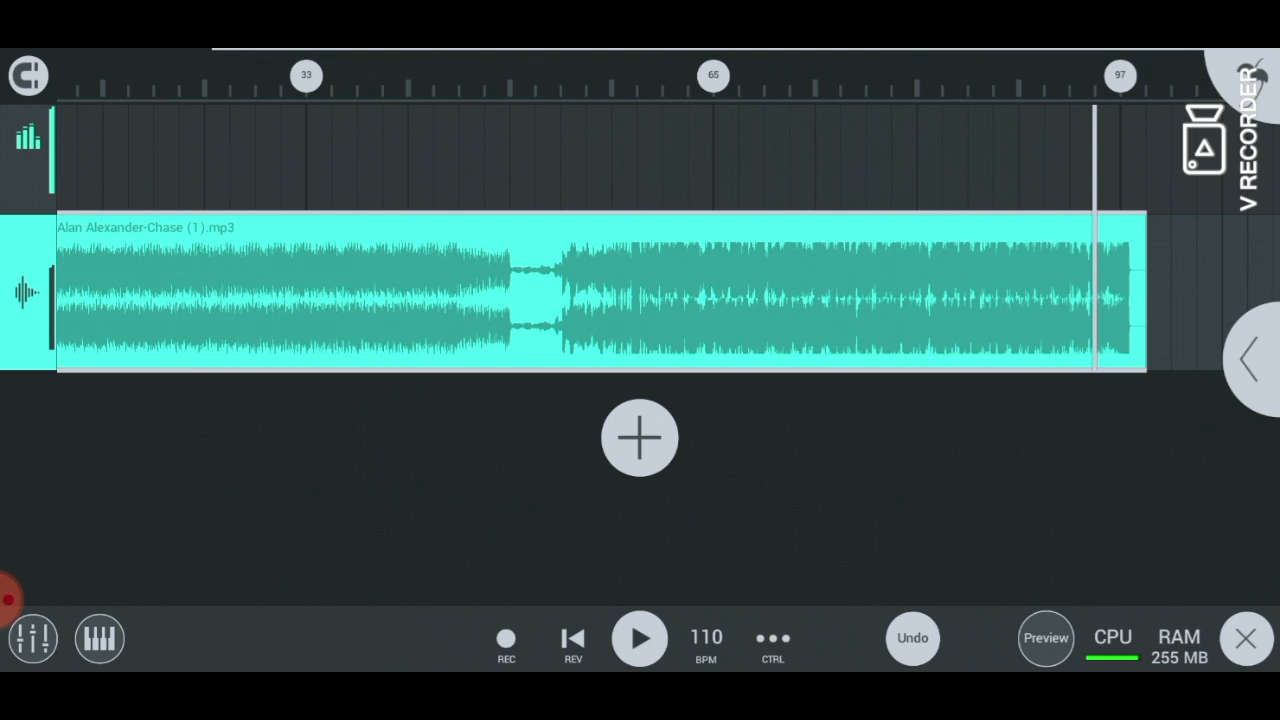 33
65
97
V RECORDER
Alan Alexander-Chase (1).mp3
REC
REV
110
BPM
CTRL
Undo
Preview
CPU
RAM
255 MB